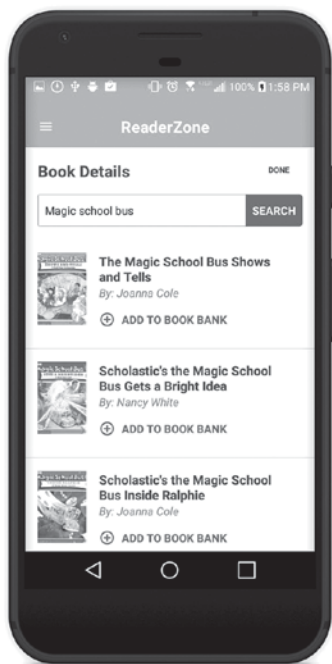 100% 1:58 PM
ReaderZone
Book Details
DONE
Magic school bus
SEARCH
The Magic School Bus Shows
and Tells
By: Joanna Cole
ADD TO BOOK BANK
Scholastic's the Magic School
Bus Gets a Bright Idea
By: Nancy White
ADD TO BOOK BANK
Scholastic's the Magic School
Bus Inside Ralphie
By: Joanna Cole
ADD TO BOOK BANK